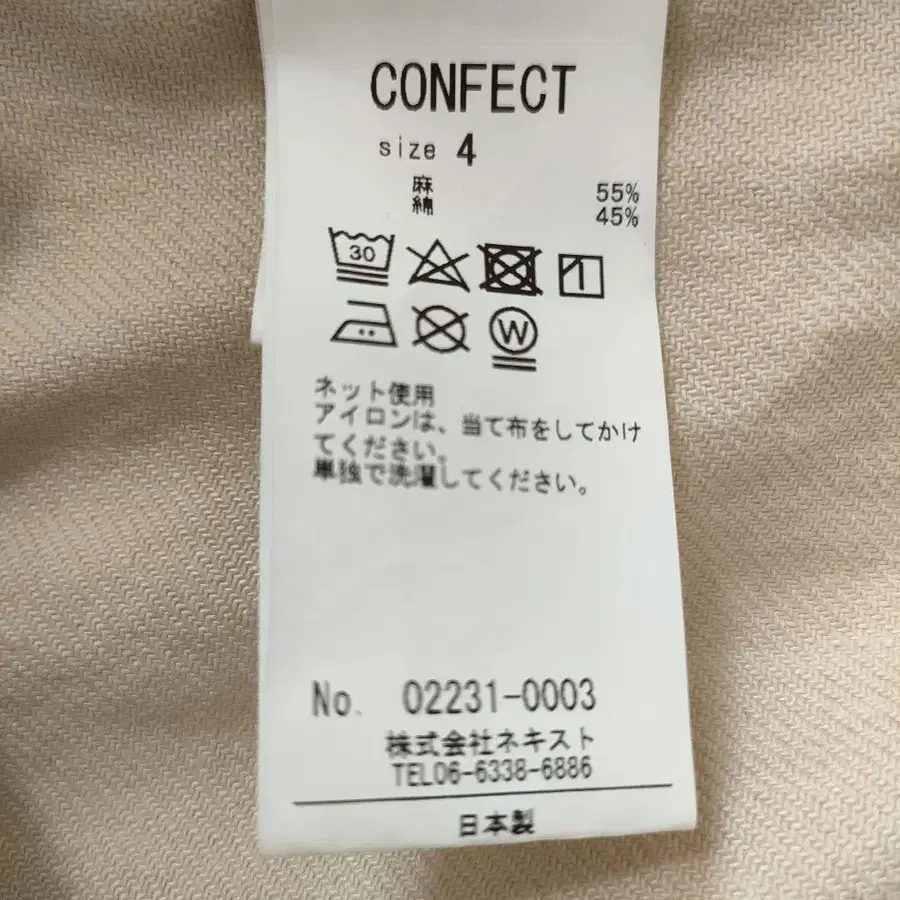 CONFECT
size 4
麻 55%
綿 45%
30
W
ネット使用
アイロンは、当て布をしてかけ
てください。
単独で洗濯してください。
No. 02231-0003
株式会社ネキスト
TEL06-6338-6886
日本製